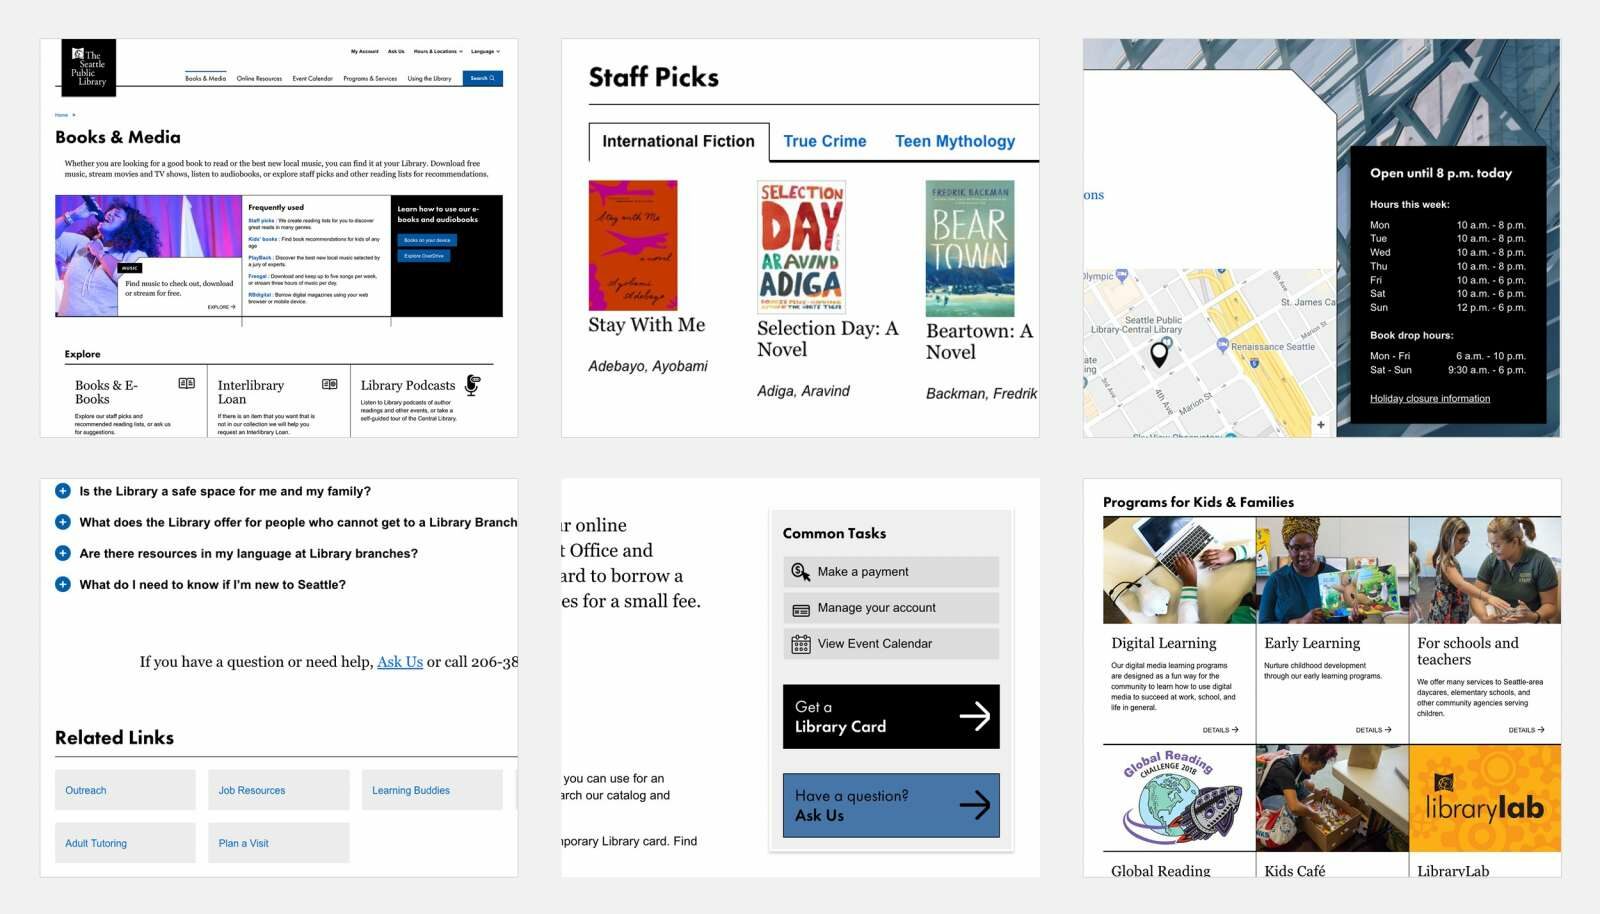 The
Seattle
Public
Library
My Account Ask Us Hours & Locations Language
Books & Media Online Resources Event Calendar Programs & Services Using the Library Search
Home
Books & Media
Whether you are looking for a good book to read or the best new local music, you can find it at your Library. Download free
music, stream movies and TV shows, listen to audiobooks, or explore staff picks and other reading lists for recommendations.
MUSIC
Find music to check out, download
or stream for free.
EXPLORE →
Frequently used
Staff picks : We create reading lists for you to discover
great reads in many genres.
Kids' books : Find book recommendations for kids of any
age
PlayBack : Discover the best new local music selected by
a jury of experts.
Freegal : Download and keep up to five songs per week,
or stream three hours of music per day.
RBdigital : Borrow digital magazines using your web
browser or mobile device.
Learn how to use our e-
books and audiobooks
Books on your device
Explore OverDrive
Explore
Books & E-
Books
Explore our staff picks and
recommended reading lists, or ask us
for suggestions.
Interlibrary
Loan
If there is an item that you want that is
not in our collection we will help you
request an Interlibrary Loan.
Library Podcasts
Listen to Library podcasts of author
readings and other events, or take a
self-guided tour of the Central Library.
Staff Picks
International Fiction True Crime Teen Mythology
Stay with Me
a novel
Ayobami
Adebayo
SELECTION
DAY
ARAVIND
ADIGA
FREDRIK BACKMAN
BEAR
TOWN
Stay With Me
Adebayo, Ayobami
Selection Day: A
Novel
Adiga, Aravind
Beartown: A
Novel
Backman, Fredrik
ons
Olympic
Seattle Public
Library-Central Library
Renaissance Seattle
St. James Ca
8th Ave
Marion St
3rd Ave
4th Ave
Marion St
Sky View Observatory
+
Open until 8 p.m. today
Hours this week:
Mon 10 a.m. - 8 p.m.
Tue 10 a.m. - 8 p.m.
Wed 10 a.m. - 8 p.m.
Thu 10 a.m. - 8 p.m.
Fri 10 a.m. - 6 p.m.
Sat 10 a.m. - 6 p.m.
Sun 12 p.m. - 6 p.m.
Book drop hours:
Mon - Fri 6 a.m. - 10 p.m.
Sat - Sun 9:30 a.m. - 6 p.m.
Holiday closure information
Is the Library a safe space for me and my family?
What does the Library offer for people who cannot get to a Library Branch
Are there resources in my language at Library branches?
What do I need to know if I'm new to Seattle?
If you have a question or need help, Ask Us or call 206-38
Related Links
Outreach Job Resources Learning Buddies
Adult Tutoring Plan a Visit
r online
t Office and
ard to borrow a
es for a small fee.
you can use for an
arch our catalog and
mporary Library card. Find
Common Tasks
Make a payment
Manage your account
View Event Calendar
Get a
Library Card
Have a question?
Ask Us
Programs for Kids & Families
Digital Learning
Our digital media learning programs
are designed as a fun way for the
community to learn how to use digital
media to succeed at work, school, and
life in general.
DETAILS →
Early Learning
Nurture childhood development
through our early learning programs.
DETAILS →
For schools and
teachers
We offer many services to Seattle-area
daycares, elementary schools, and
other community agencies serving
children.
DETAILS →
Global Reading
CHALLENGE 2018
librarylab
Global Reading
Kids Café
LibraryLab